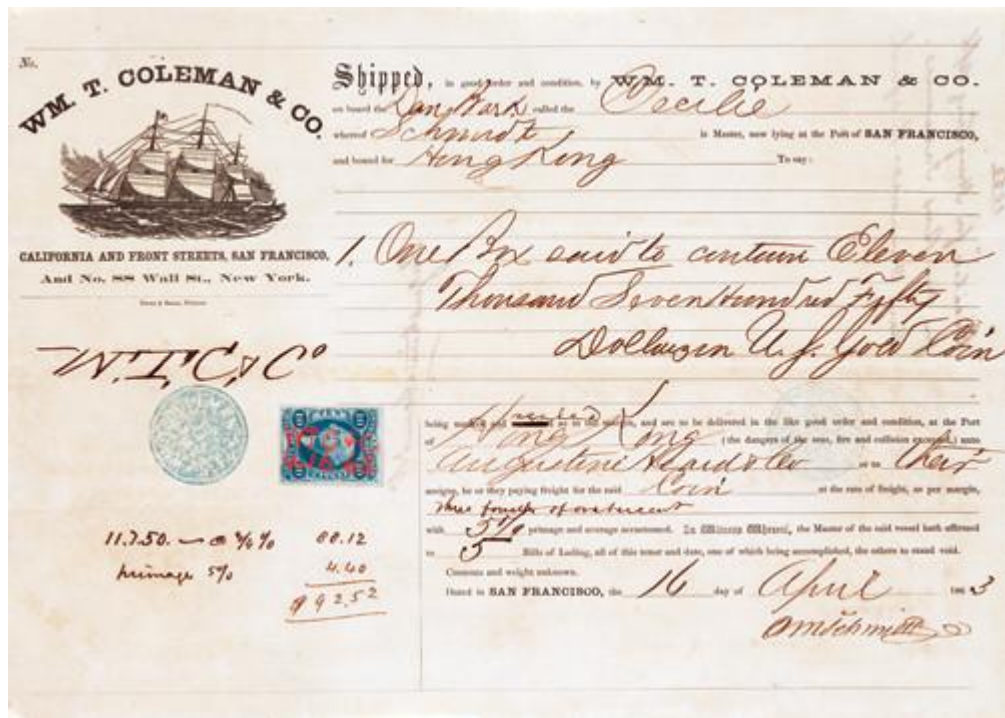 No.
WM. T. COLEMAN & CO.
CALIFORNIA AND FRONT STREETS, SAN FRANCISCO,
And No. 88 Wall St., New York.
Shipped, in good order and condition, by WM. T. COLEMAN & CO.
on board the Dan Bark called the Cecilie
whereof Schmidt is Master, now lying at the Port of SAN FRANCISCO,
and bound for Hong Kong To say:
1. One Box said to contain Eleven
Thousand Seven Hundred Fyfty
Dollars in U.S. Gold Coin
being marked and numbered as in the margin, and are to be delivered in the like good order and condition, at the Port
of Hong Kong (the dangers of the seas, fire and collision excepted,) unto
Augustine Heard & Co or to their
assigns, he or they paying freight for the said Coin at the rate of freight, as per margin,
three fourths of one percent
with 5% primage and average accustomed. In Witness Whereof, the Master of the said vessel hath affirmed
to 5 Bills of Lading, all of this tenor and date, one of which being accomplished, the others to stand void.
Contents and weight unknown.
Dated in SAN FRANCISCO, the 16 day of April 1863
11.750. @ ¾% 88.12
primage 5% 4.40
$92.52